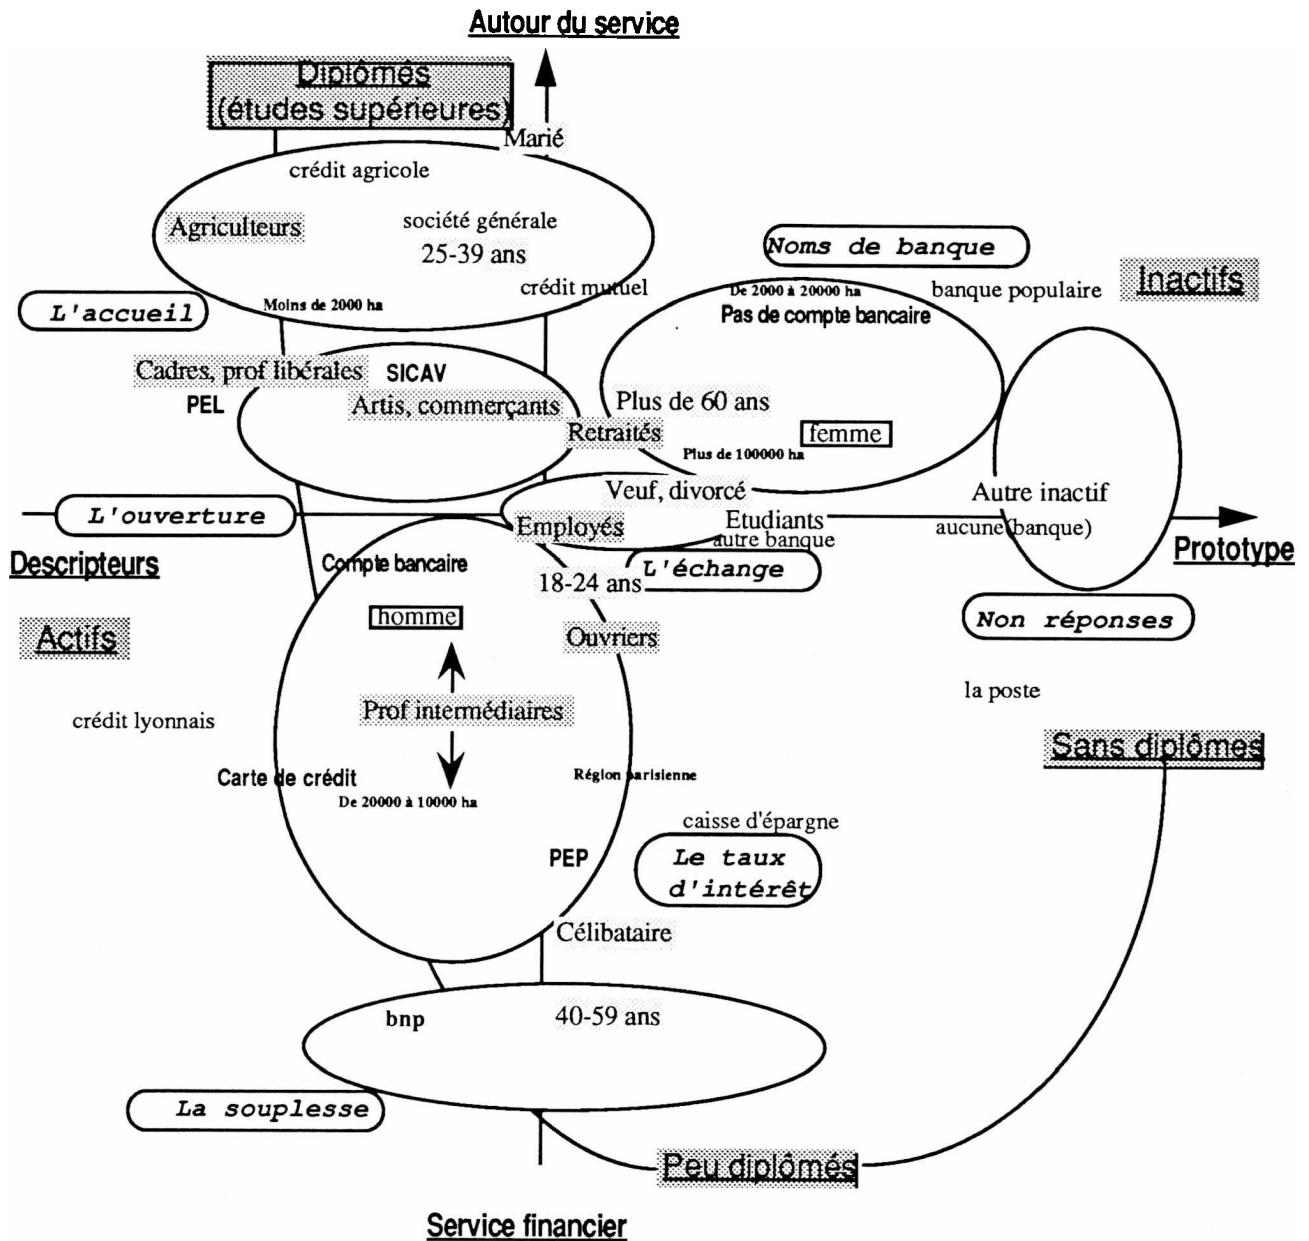 Autour du service
Diplômés
(études supérieures)
Marié
crédit agricole
Agriculteurs
société générale
25-39 ans
Noms de banque
Inactifs
crédit mutuel
De 2000 à 20000 ha
banque populaire
L'accueil
Moins de 2000 ha
Pas de compte bancaire
Cadres, prof libérales
SICAV
PEL
Artis, commerçants
Plus de 60 ans
Retraités
femme
Plus de 100000 ha
Veuf, divorcé
Autre inactif
L'ouverture
Employés
Etudiants
aucune(banque)
autre banque
Descripteurs
Compte bancaire
Prototype
18-24 ans
L'échange
homme
Non réponses
Actifs
Ouvriers
la poste
crédit lyonnais
Prof intermédiaires
Sans diplômes
Carte de crédit
Région parisienne
De 20000 à 10000 ha
caisse d'épargne
PEP
Le taux
d'intérêt
Célibataire
bnp
40-59 ans
La souplesse
Peu diplômés
Service financier